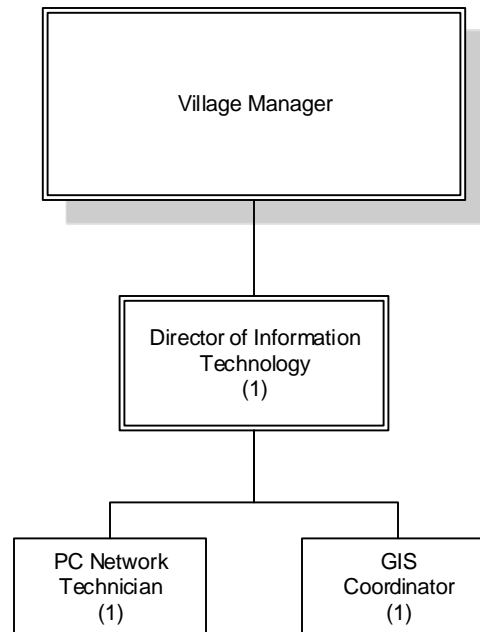 Village Manager
Director of Information
Technology
(1)
PC Network
Technician
(1)
GIS
Coordinator
(1)